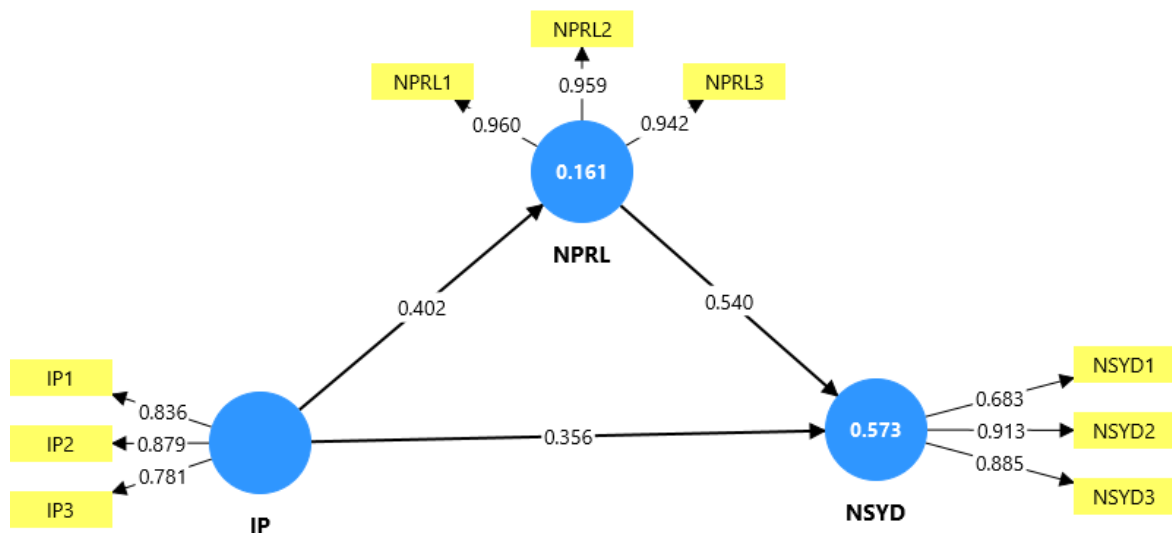 NPRL2
NPRL1
0.959
NPRL3
0.960
0.942
0.161
NPRL
0.402
0.540
IP1
0.836
IP2
0.879
0.781
IP3
IP
0.356
0.573
NSYD
NSYD1
0.683
0.913
NSYD2
0.885
NSYD3